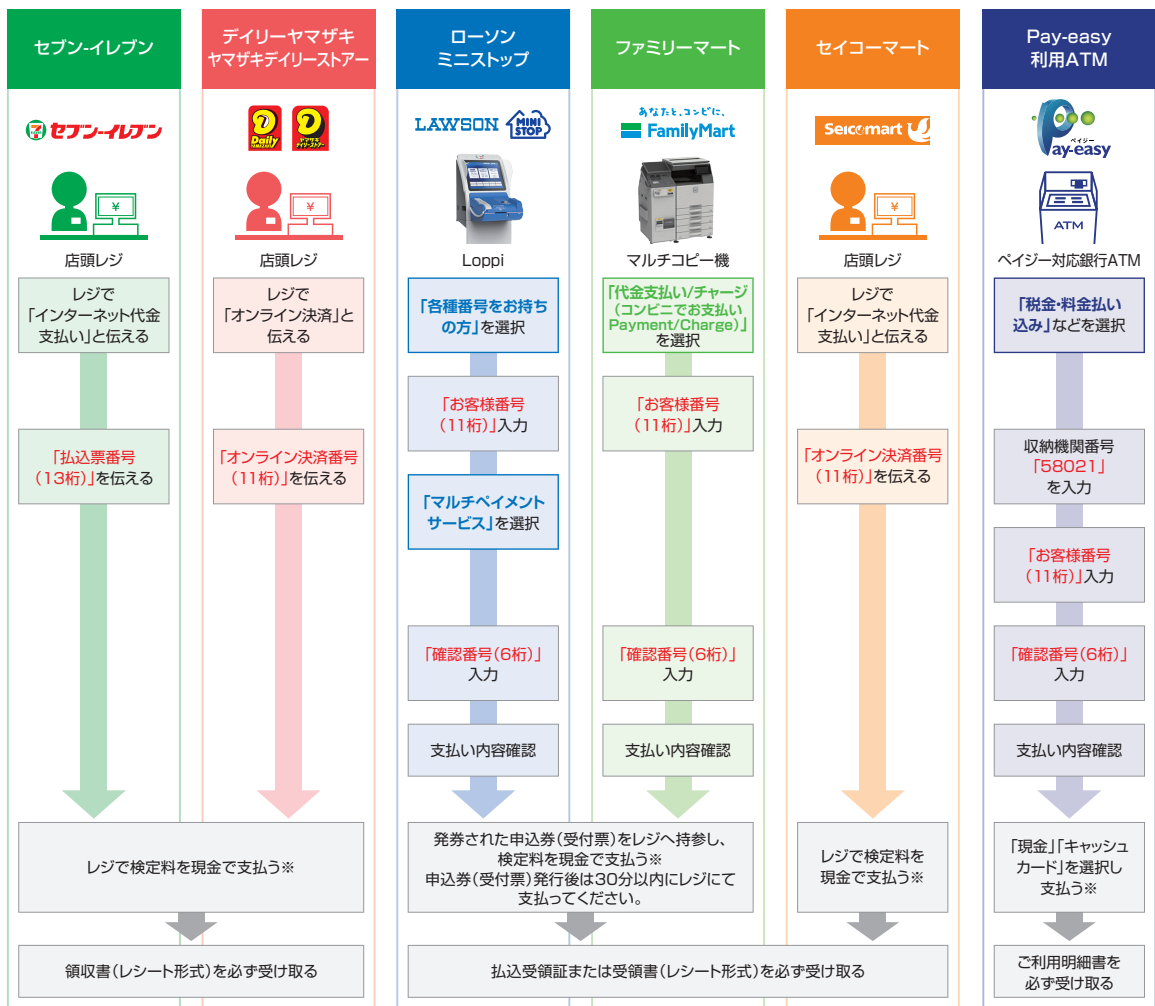 セブン-イレブン
デイリーヤマザキ
ヤマザキデイリーストアー
ローソン
ミニストップ
ファミリーマート
セイコーマート
Pay-easy
利用ATM
セブン-イレブン
Daily
YAMAZAKI
ヤマザキ
デイリーストアー
LAWSON
MINI
STOP
あなたと、コンビに、
FamilyMart
Seicomart
ペイジー
Pay-easy
¥
¥
¥
ATM
店頭レジ
店頭レジ
Loppi
マルチコピー機
店頭レジ
ペイジー対応銀行ATM
レジで
「インターネット代金
支払い」と伝える
レジで
「オンライン決済」と
伝える
「各種番号をお持ち
の方」を選択
「代金支払い/チャージ
(コンビニでお支払い
Payment/Charge)」
を選択
レジで
「インターネット代金
支払い」と伝える
「税金・料金払い
込み」などを選択
「お客様番号
(11桁)」入力
「お客様番号
(11桁)」入力
「払込票番号
(13桁)」を伝える
「オンライン決済番号
(11桁)」を伝える
「マルチペイメント
サービス」を選択
「オンライン決済番号
(11桁)」を伝える
収納機関番号
「58021」
を入力
「お客様番号
(11桁)」入力
「確認番号(6桁)」
入力
「確認番号(6桁)」
入力
「確認番号(6桁)」
入力
支払い内容確認
支払い内容確認
支払い内容確認
レジで検定料を現金で支払う※
発券された申込券(受付票)をレジへ持参し、
検定料を現金で支払う※
申込券(受付票)発行後は30分以内にレジにて
支払ってください。
レジで検定料を
現金で支払う※
「現金」「キャッシュ
カード」を選択し
支払う※
領収書(レシート形式)を必ず受け取る
払込受領証または受領書(レシート形式)を必ず受け取る
ご利用明細書を
必ず受け取る